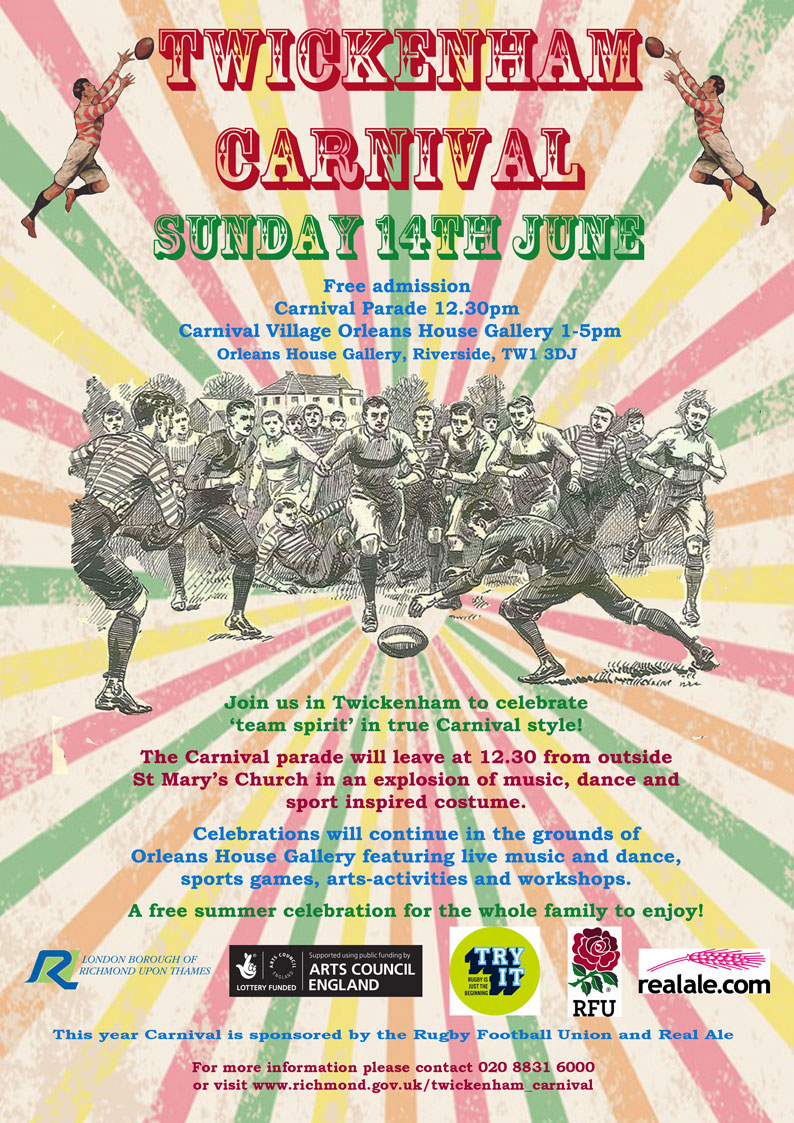 TWICKENHAM
CARNIVAL
SUNDAY 14TH JUNE
Free admission
Carnival Parade 12.30pm
Carnival Village Orleans House Gallery 1-5pm
Orleans House Gallery, Riverside, TW1 3DJ
Join us in Twickenham to celebrate
‘team spirit’ in true Carnival style!
The Carnival parade will leave at 12.30 from outside
St Mary’s Church in an explosion of music, dance and
sport inspired costume.
Celebrations will continue in the grounds of
Orleans House Gallery featuring live music and dance,
sports games, arts-activities and workshops.
A free summer celebration for the whole family to enjoy!
LONDON BOROUGH OF
RICHMOND UPON THAMES
LOTTERY FUNDED
ARTS COUNCIL
ENGLAND
Supported using public funding by
ARTS COUNCIL
ENGLAND
TRY
IT
RUGBY IS
JUST THE
BEGINNING
RFU
realale.com
This year Carnival is sponsored by the Rugby Football Union and Real Ale
For more information please contact 020 8831 6000
or visit www.richmond.gov.uk/twickenham_carnival